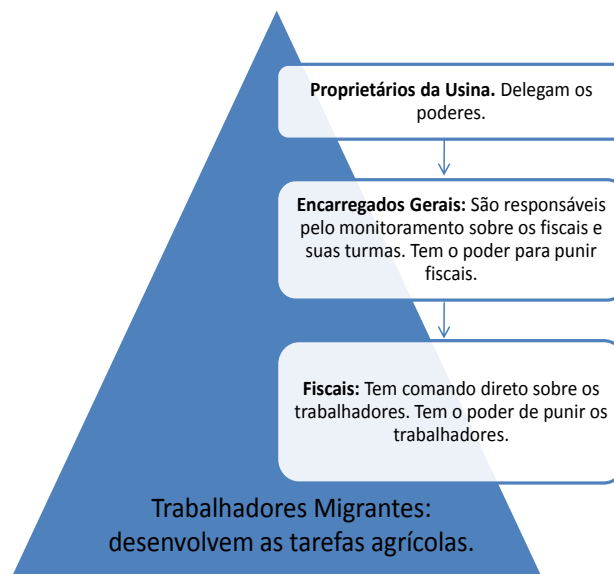 Proprietários da Usina. Delegam os
poderes.
Encarregados Gerais: São responsáveis
pelo monitoramento sobre os fiscais e
suas turmas. Tem o poder para punir
fiscais.
Fiscais: Tem comando direto sobre os
trabalhadores. Tem o poder de punir os
trabalhadores.
Trabalhadores Migrantes:
desenvolvem as tarefas agrícolas.